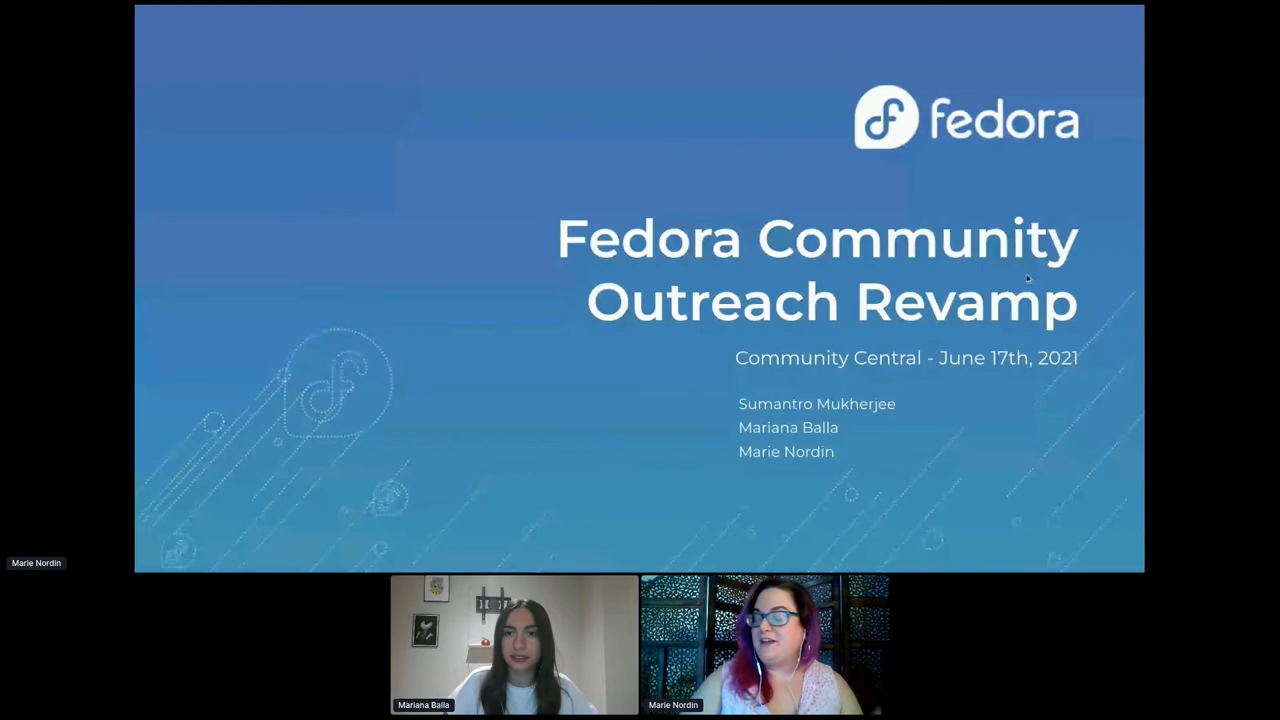 fedora
Fedora Community
Outreach Revamp
Community Central - June 17th, 2021
Sumantro Mukherjee
Mariana Balla
Marie Nordin
Marie Nordin
Mariana Balla
Marie Nordin